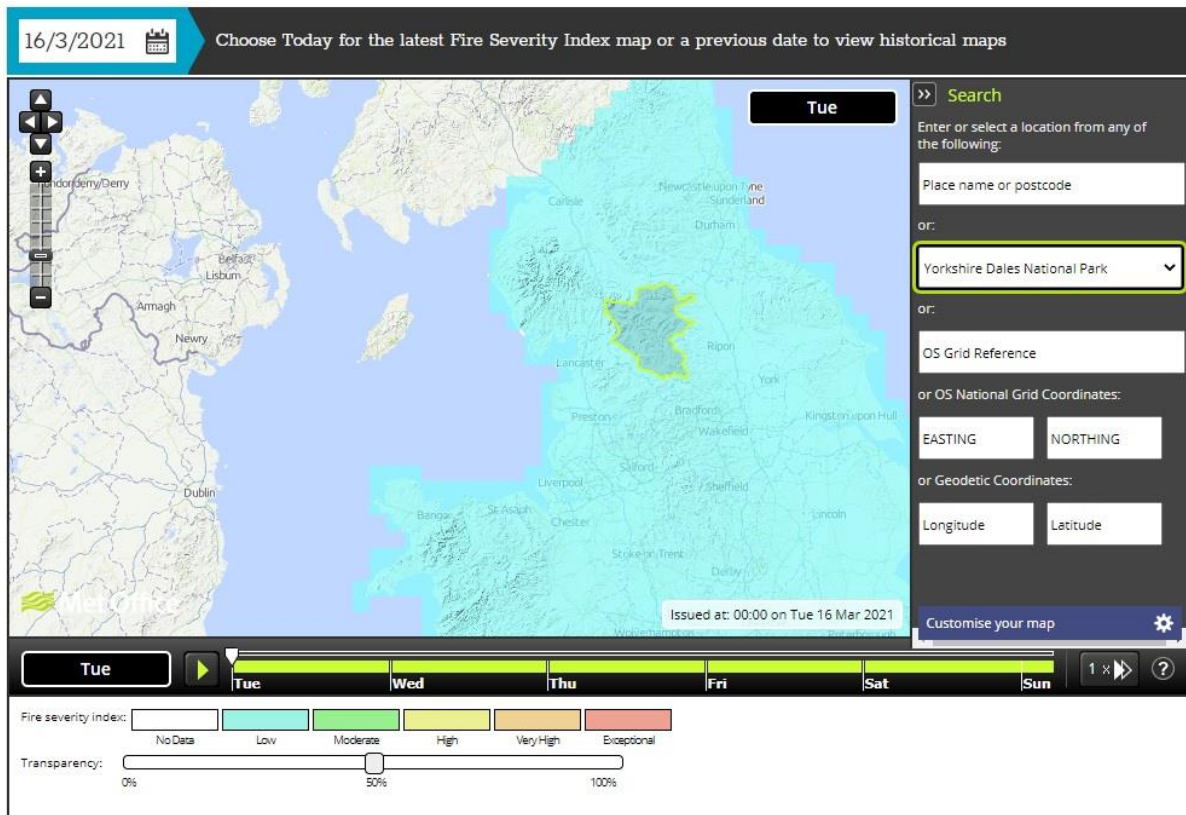 16/3/2021
Choose Today for the latest Fire Severity Index map or a previous date to view historical maps
Tue
Londonderry/Derry
Belfast
Lisburn
Armagh
Newry
Dublin
Carlisle
Newcastle upon Tyne
Sunderland
Durham
Lancaster
Ripon
York
Preston
Bradford
Wakefield
Kingston upon Hull
Salford
Liverpool
Sheffield
Bangor
St Asaph
Chester
Lincoln
Stoke-on-Trent
Derby
Wolverhampton
Peterborough
Met Office
Issued at: 00:00 on Tue 16 Mar 2021
>> Search
Enter or select a location from any of
the following:
Place name or postcode
or:
Yorkshire Dales National Park
or:
OS Grid Reference
or OS National Grid Coordinates:
EASTING NORTHING
or Geodetic Coordinates:
Longitude Latitude
Customise your map
Tue
Tue Wed Thu Fri Sat Sun
1 x
?
Fire severity index:
No Data Low Moderate High Very High Exceptional
Transparency:
0% 50% 100%